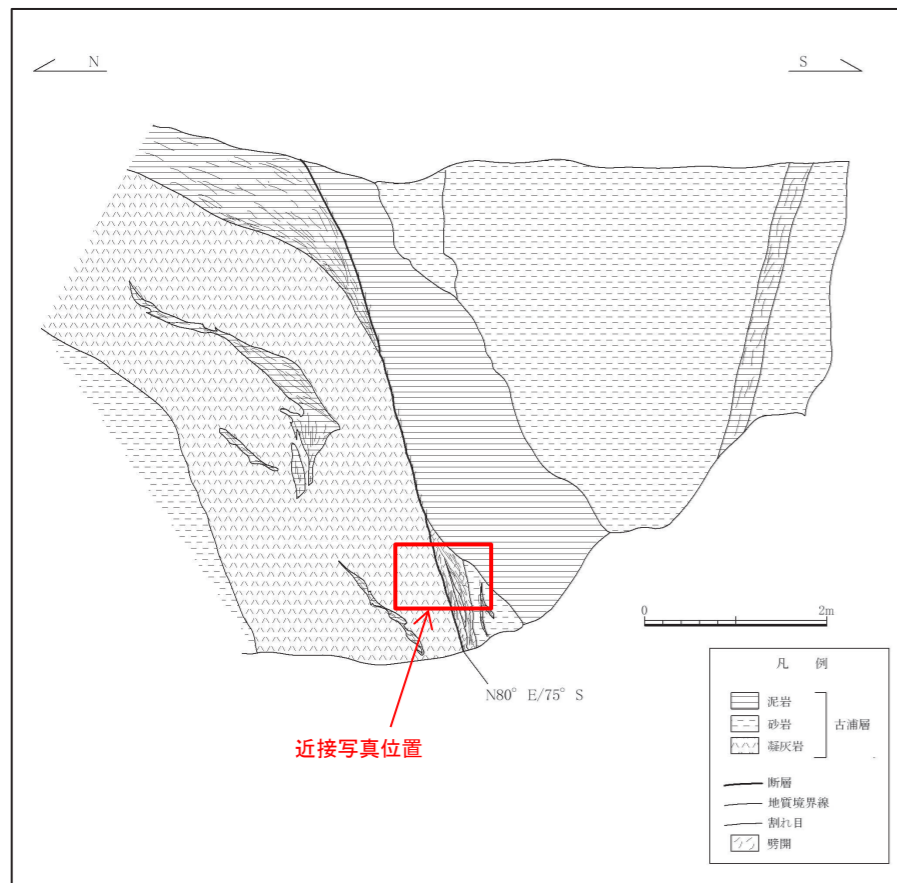 N
S
0 2m
N80° E/75° S
近接写真位置
凡 例
泥岩
砂岩
凝灰岩
古浦層
断層
地質境界線
割れ目
劈開